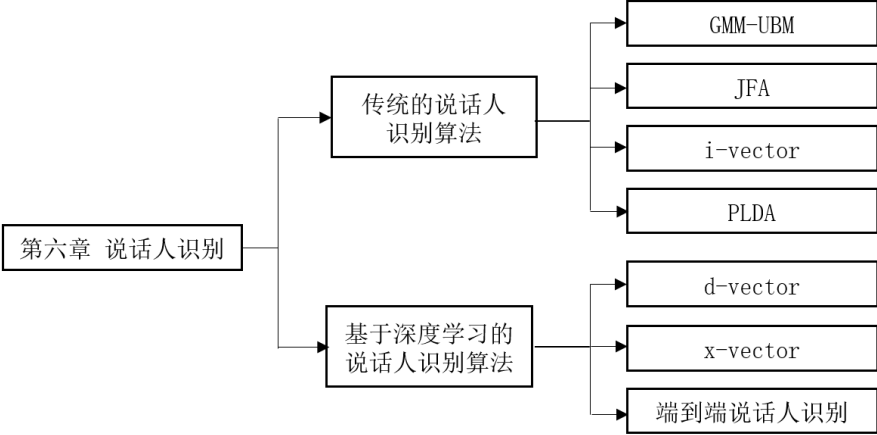 第六章 说话人识别
传统的说话人
识别算法
GMM-UBM
JFA
i-vector
PLDA
基于深度学习的
说话人识别算法
d-vector
x-vector
端到端说话人识别